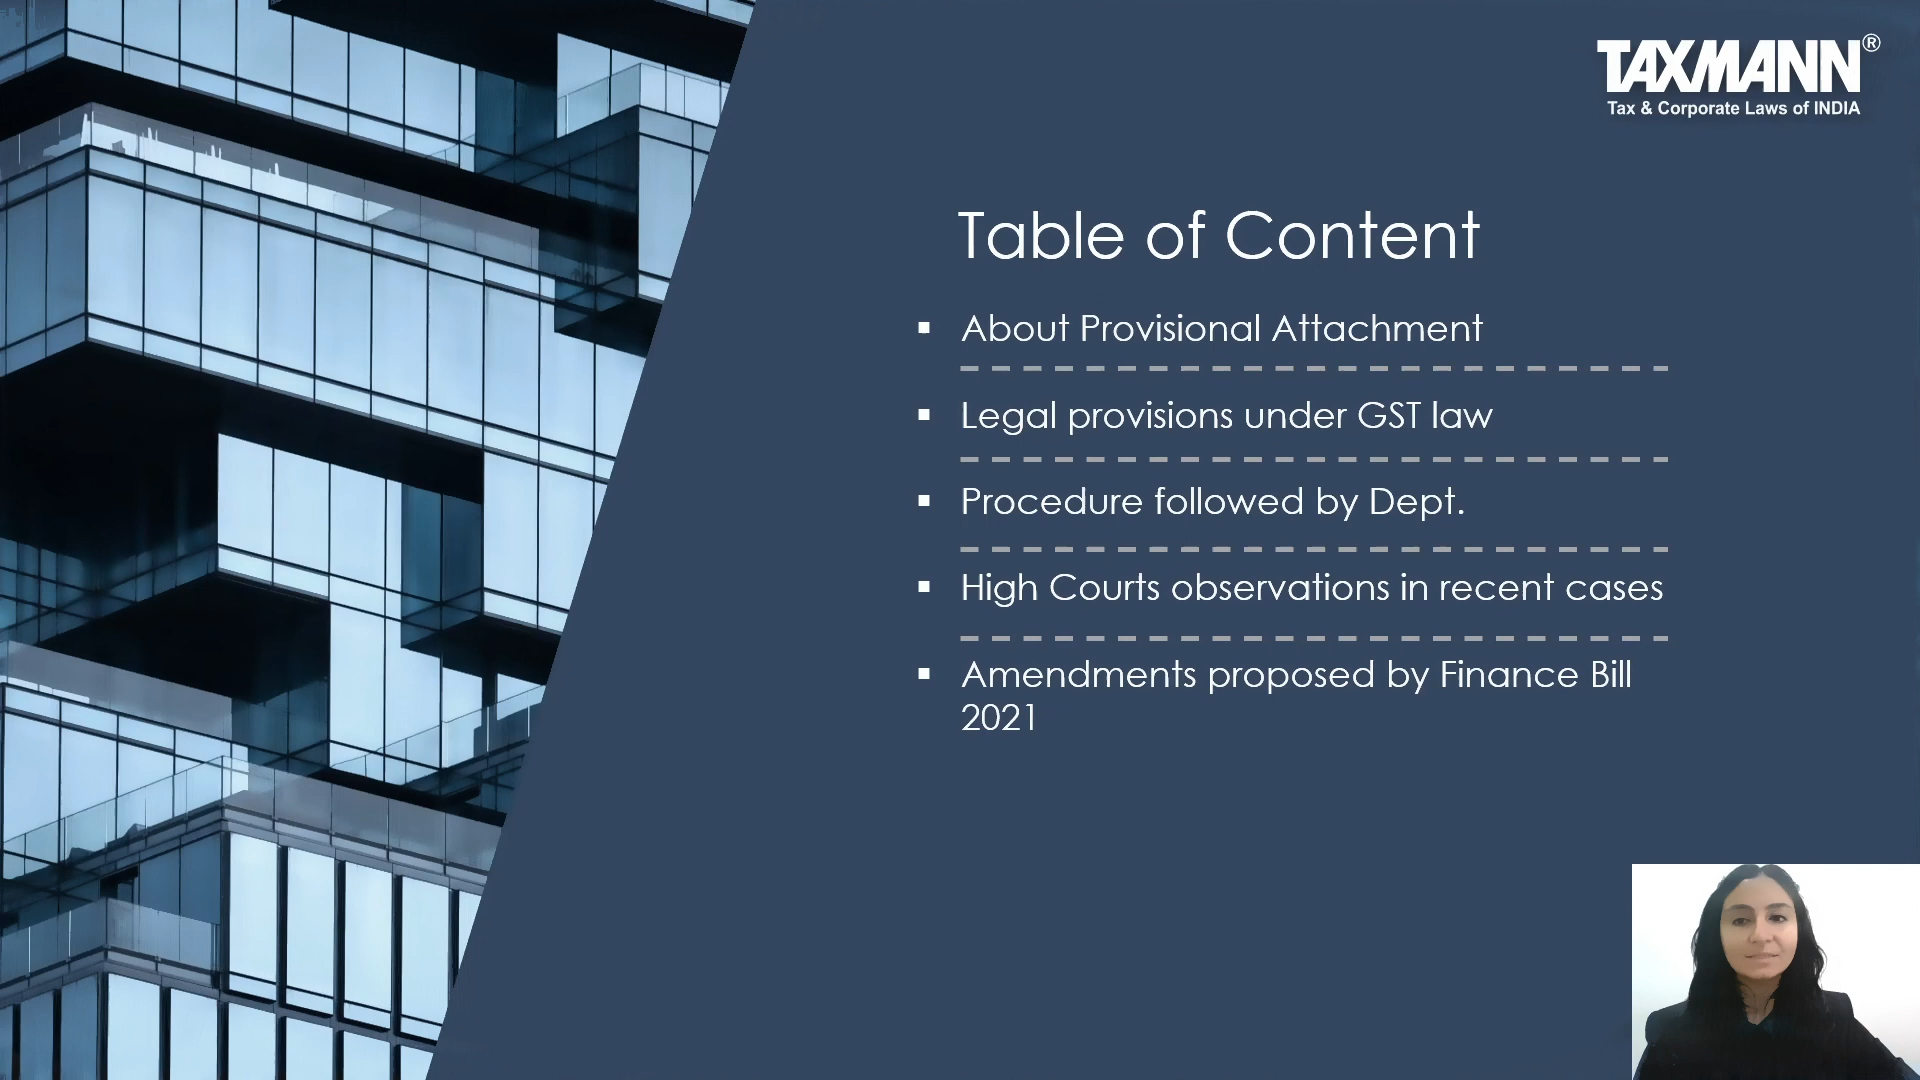 TAXMANN®
Tax & Corporate Laws of INDIA
Table of Content
▪ About Provisional Attachment
▪ Legal provisions under GST law
▪ Procedure followed by Dept.
▪ High Courts observations in recent cases
▪ Amendments proposed by Finance Bill
2021